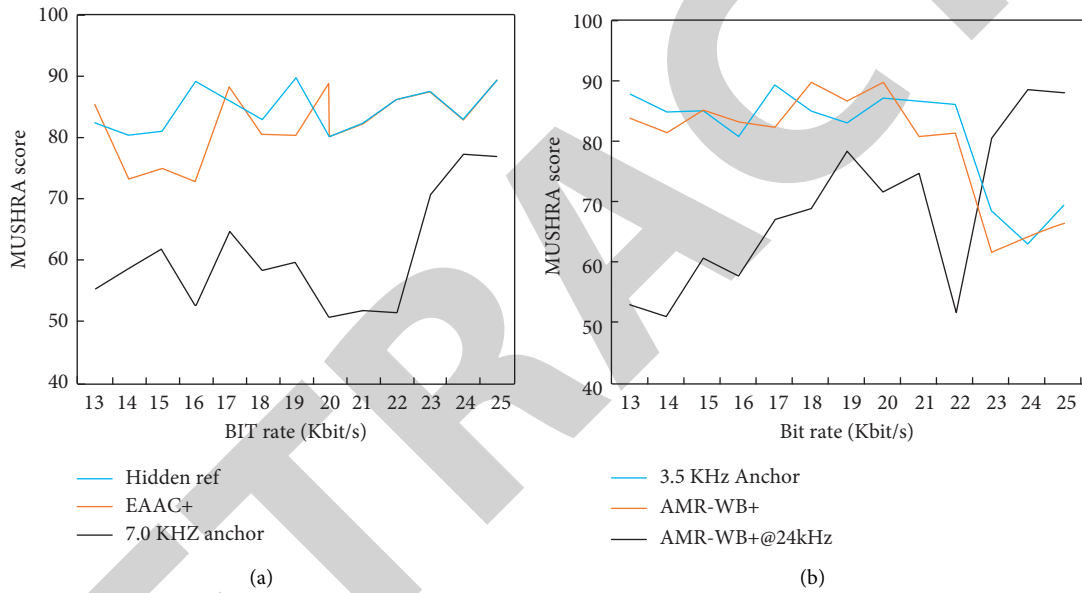 (a)
100
90
80
70
60
50
40
MUSHRA score
13 14 15 16 17 18 19 20 21 22 23 24 25
BIT rate (Kbit/s)
Hidden ref
EAAC+
7.0 KHZ anchor
(a)
(b)
100
90
80
70
60
50
40
MUSHRA score
13 14 15 16 17 18 19 20 21 22 23 24 25
Bit rate (Kbit/s)
3.5 KHz Anchor
AMR-WB+
AMR-WB+@24kHz
(b)
TRAC